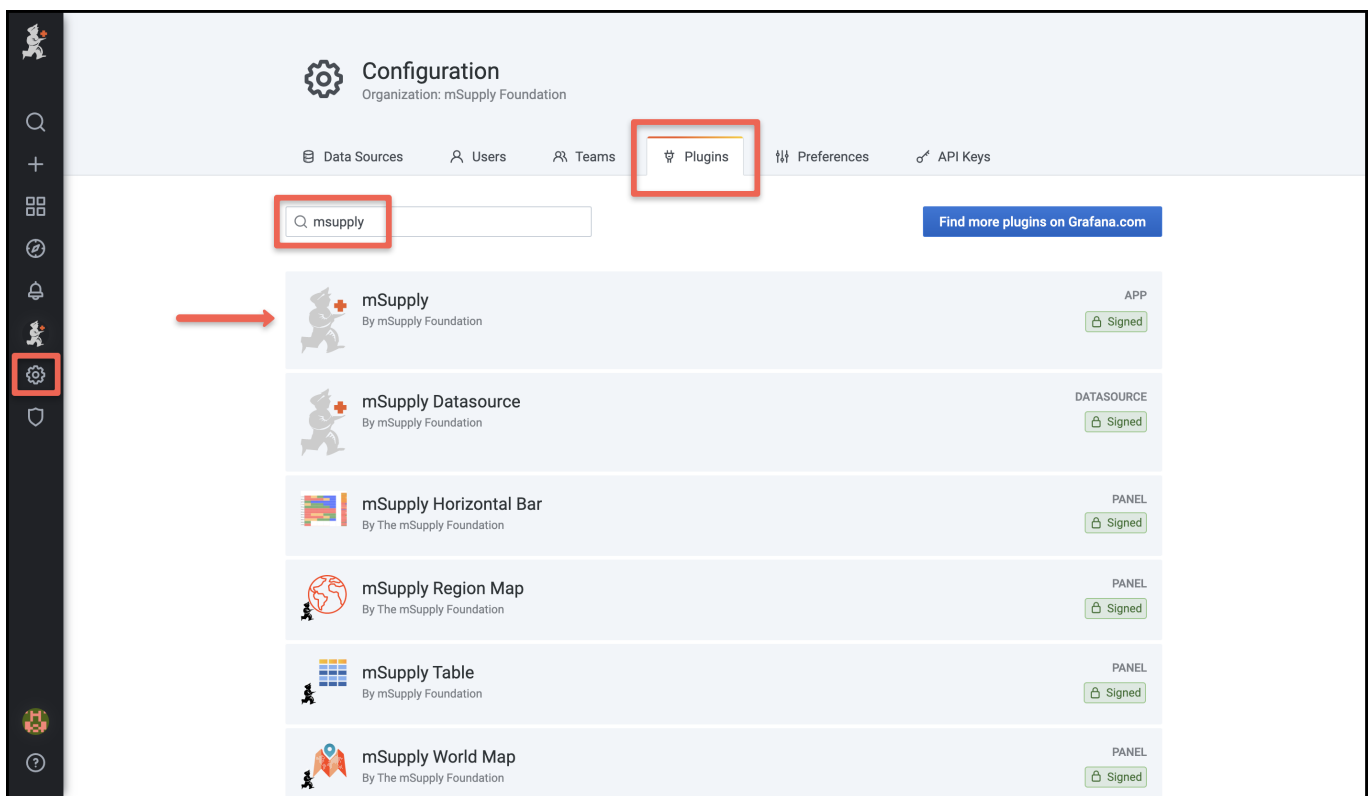 Configuration
Organization: mSupply Foundation
Data Sources
Users
Teams
Plugins
Preferences
API Keys
msupply
Find more plugins on Grafana.com
mSupply
By mSupply Foundation
APP
Signed
mSupply Datasource
By mSupply Foundation
DATASOURCE
Signed
mSupply Horizontal Bar
By The mSupply Foundation
PANEL
Signed
mSupply Region Map
By The mSupply Foundation
PANEL
Signed
mSupply Table
By mSupply Foundation
PANEL
Signed
mSupply World Map
By The mSupply Foundation
PANEL
Signed